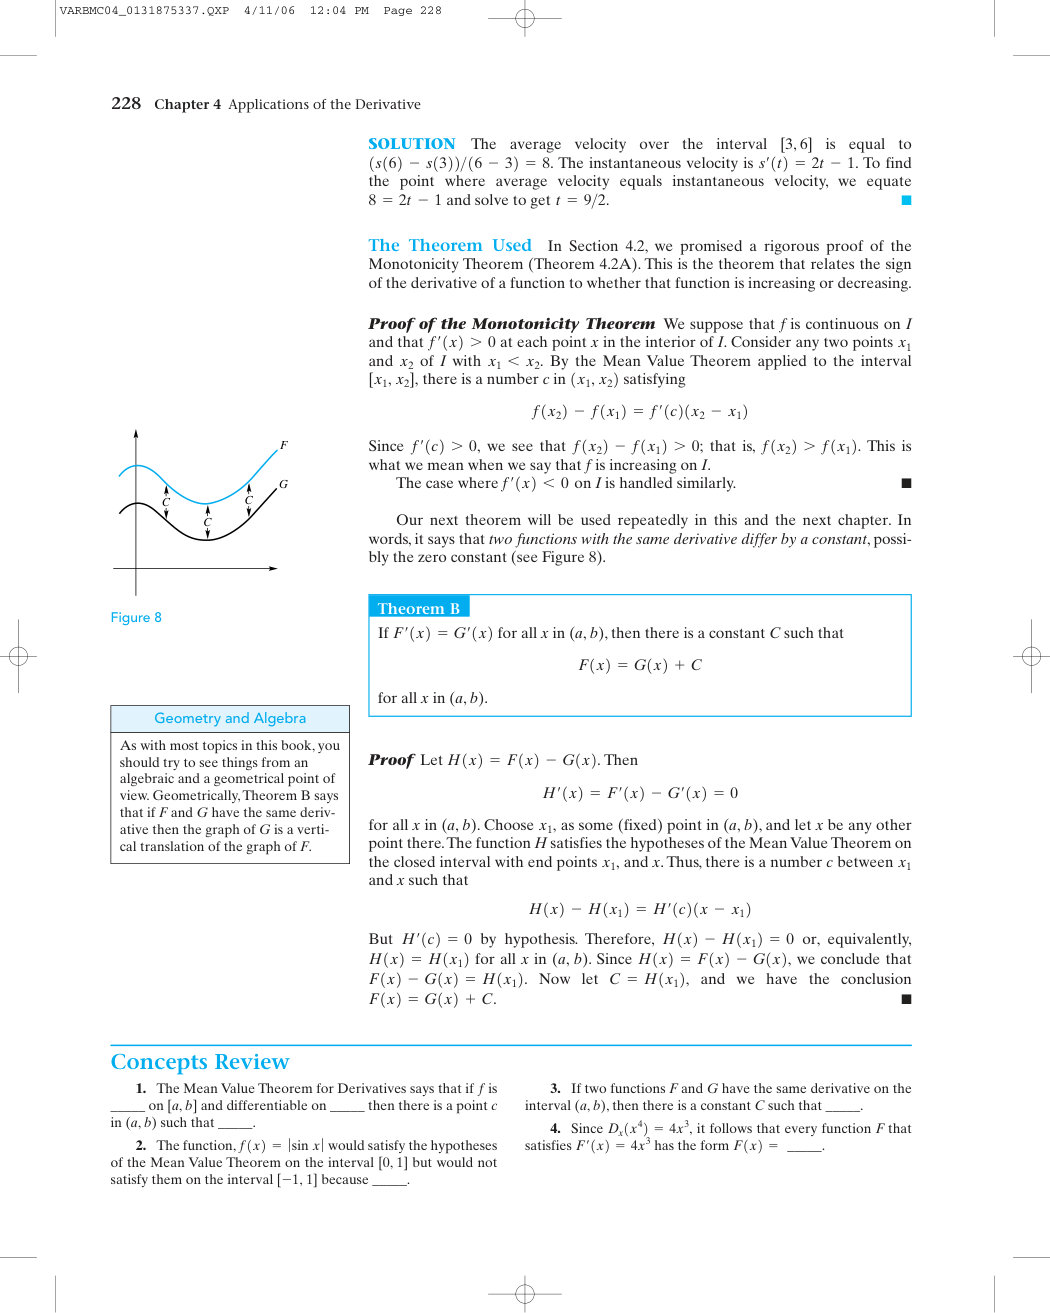 VARBMC04_0131875337.QXP 4/11/06 12:04 PM Page 228
228 Chapter 4 Applications of the Derivative
SOLUTION The average velocity over the interval [3, 6] is equal to
(s(6) − s(3))/(6 − 3) = 8. The instantaneous velocity is s′(t) = 2t − 1. To find
the point where average velocity equals instantaneous velocity, we equate
8 = 2t − 1 and solve to get t = 9/2. ■
The Theorem Used In Section 4.2, we promised a rigorous proof of the
Monotonicity Theorem (Theorem 4.2A). This is the theorem that relates the sign
of the derivative of a function to whether that function is increasing or decreasing.
Proof of the Monotonicity Theorem We suppose that f is continuous on I
and that f′(x) > 0 at each point x in the interior of I. Consider any two points x₁
and x₂ of I with x₁ < x₂. By the Mean Value Theorem applied to the interval
[x₁, x₂], there is a number c in (x₁, x₂) satisfying
f(x₂) − f(x₁) = f′(c)(x₂ − x₁)
Since f′(c) > 0, we see that f(x₂) − f(x₁) > 0; that is, f(x₂) > f(x₁). This is
what we mean when we say that f is increasing on I.
The case where f′(x) < 0 on I is handled similarly. ■
F
G
C
C
C
Figure 8
Our next theorem will be used repeatedly in this and the next chapter. In
words, it says that two functions with the same derivative differ by a constant, possi-
bly the zero constant (see Figure 8).
Theorem B
If F′(x) = G′(x) for all x in (a, b), then there is a constant C such that
F(x) = G(x) + C
for all x in (a, b).
Geometry and Algebra
As with most topics in this book, you
should try to see things from an
algebraic and a geometrical point of
view. Geometrically, Theorem B says
that if F and G have the same deriv-
ative then the graph of G is a verti-
cal translation of the graph of F.
Proof Let H(x) = F(x) − G(x). Then
H′(x) = F′(x) − G′(x) = 0
for all x in (a, b). Choose x₁, as some (fixed) point in (a, b), and let x be any other
point there. The function H satisfies the hypotheses of the Mean Value Theorem on
the closed interval with end points x₁, and x. Thus, there is a number c between x₁
and x such that
H(x) − H(x₁) = H′(c)(x − x₁)
But H′(c) = 0 by hypothesis. Therefore, H(x) − H(x₁) = 0 or, equivalently,
H(x) = H(x₁) for all x in (a, b). Since H(x) = F(x) − G(x), we conclude that
F(x) − G(x) = H(x₁). Now let C = H(x₁), and we have the conclusion
F(x) = G(x) + C. ■
Concepts Review
1. The Mean Value Theorem for Derivatives says that if f is
_____ on [a, b] and differentiable on _____ then there is a point c
in (a, b) such that _____.
2. The function, f(x) = |sin x| would satisfy the hypotheses
of the Mean Value Theorem on the interval [0, 1] but would not
satisfy them on the interval [−1, 1] because _____.
3. If two functions F and G have the same derivative on the
interval (a, b), then there is a constant C such that _____.
4. Since Dₓ(x⁴) = 4x³, it follows that every function F that
satisfies F′(x) = 4x³ has the form F(x) = _____.